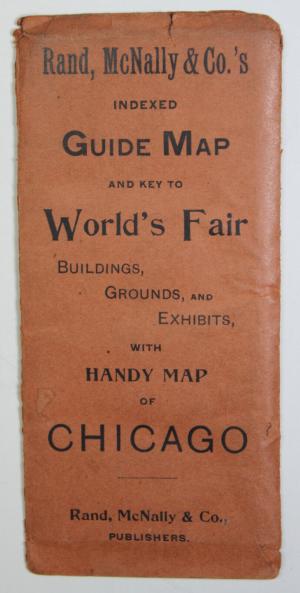 Rand, McNally & Co.'s
INDEXED
GUIDE MAP
AND KEY TO
World's Fair
BUILDINGS,
GROUNDS, AND
EXHIBITS,
WITH
HANDY MAP
OF
CHICAGO
Rand, McNally & Co.,
PUBLISHERS.